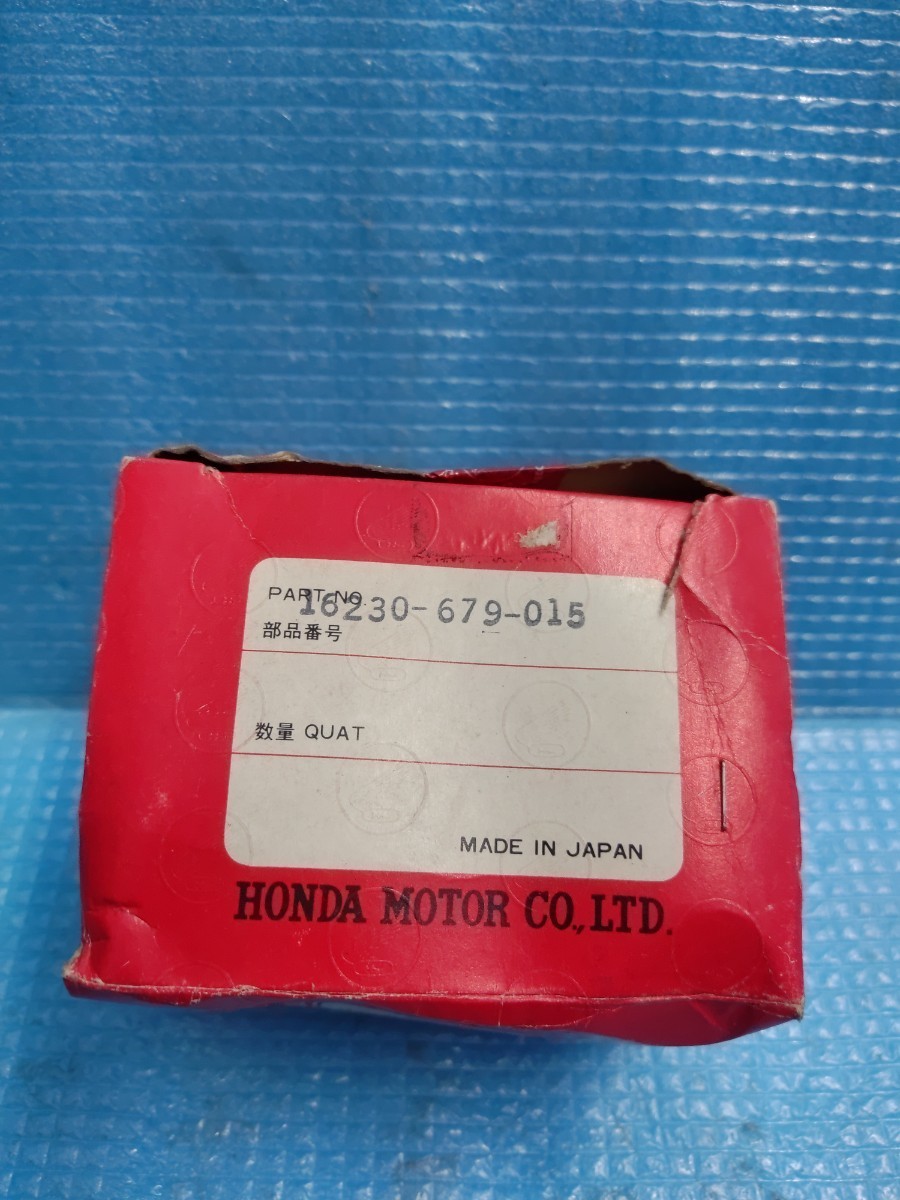 PART NO. 16230-679-015
部品番号
数量 QUAT
MADE IN JAPAN
HONDA MOTOR CO., LTD.